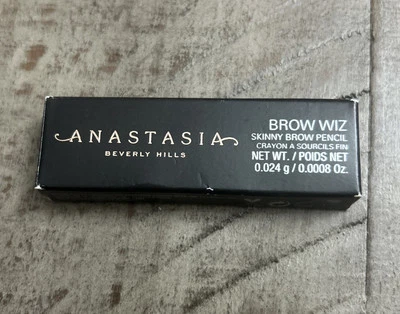 ANASTASIA
BEVERLY HILLS
BROW WIZ
SKINNY BROW PENCIL
CRAYON A SOURCILS FIN
NET WT. / POIDS NET
0.024 g / 0.0008 Oz.